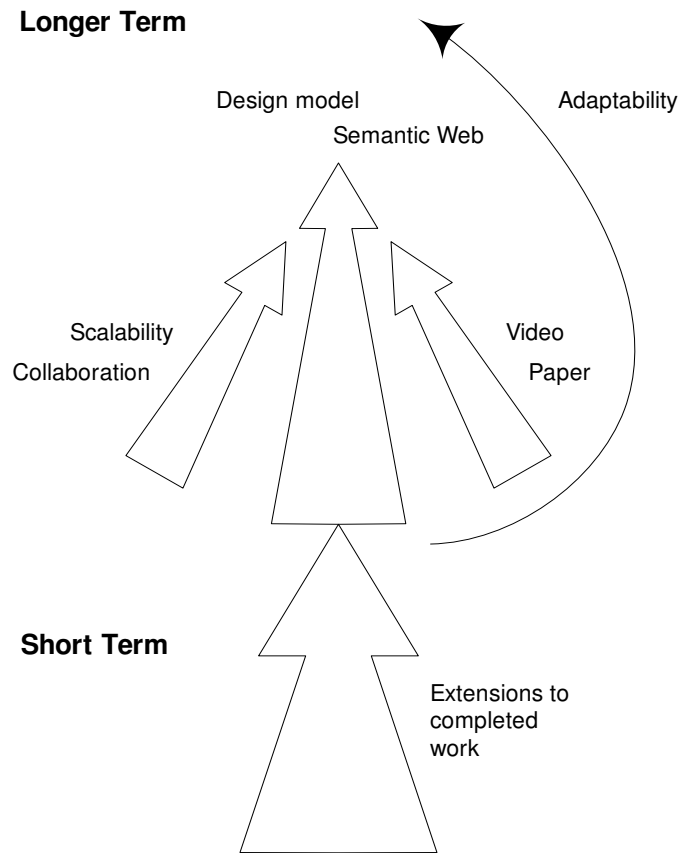 Longer Term
Design model
Adaptability
Semantic Web
Scalability
Video
Collaboration
Paper
Short Term
Extensions to
completed
work